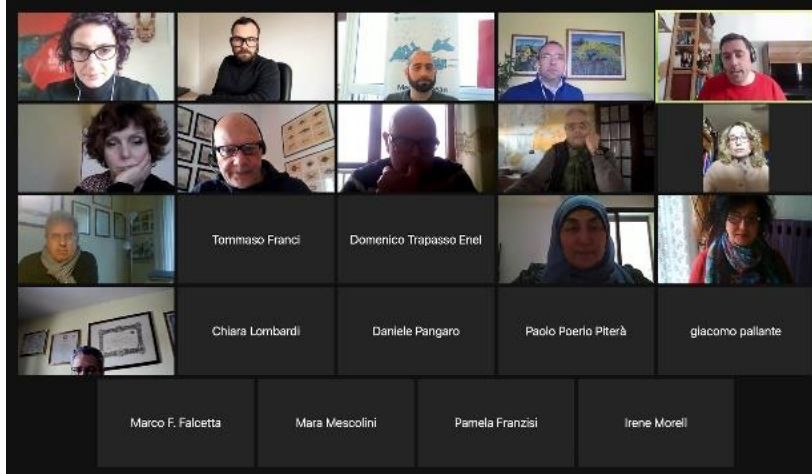 Tommaso Franci
Domenico Trapasso Enel
Chiara Lombardi
Daniele Pangaro
Paolo Poerio Piterà
giacomo pallante
Marco F. Falcetta
Mara Mescolini
Pamela Franzisi
Irene Morell